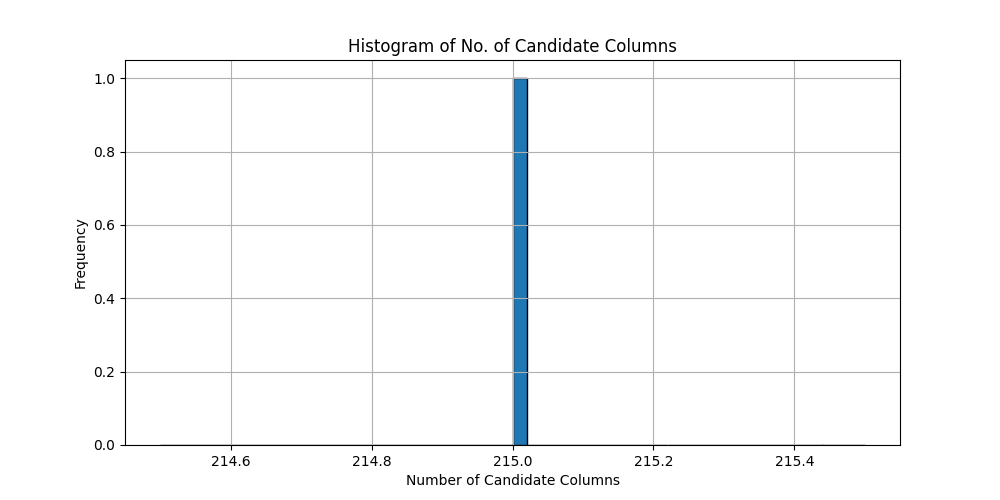 Histogram of No. of Candidate Columns
1.0
0.8
0.6
0.4
0.2
0.0
Frequency
214.6 214.8 215.0 215.2 215.4
Number of Candidate Columns